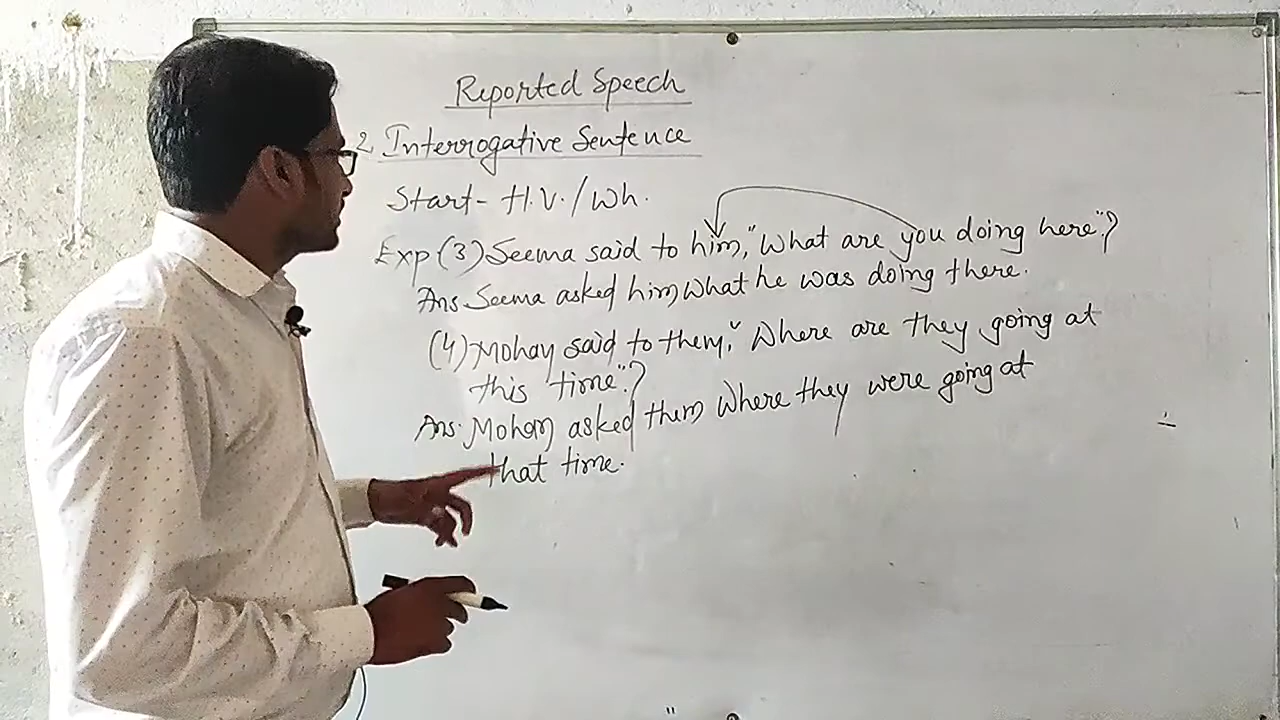 Reported Speech
2 Interrogative Sentence
Start- H.V./Wh.
Exp (3) Seema said to him, "What are you doing here"?
Ans. Seema asked him what he was doing there.
(4) Mohan said to them, "Where are they going at
this time"?
Ans. Mohan asked them where they were going at
that time.